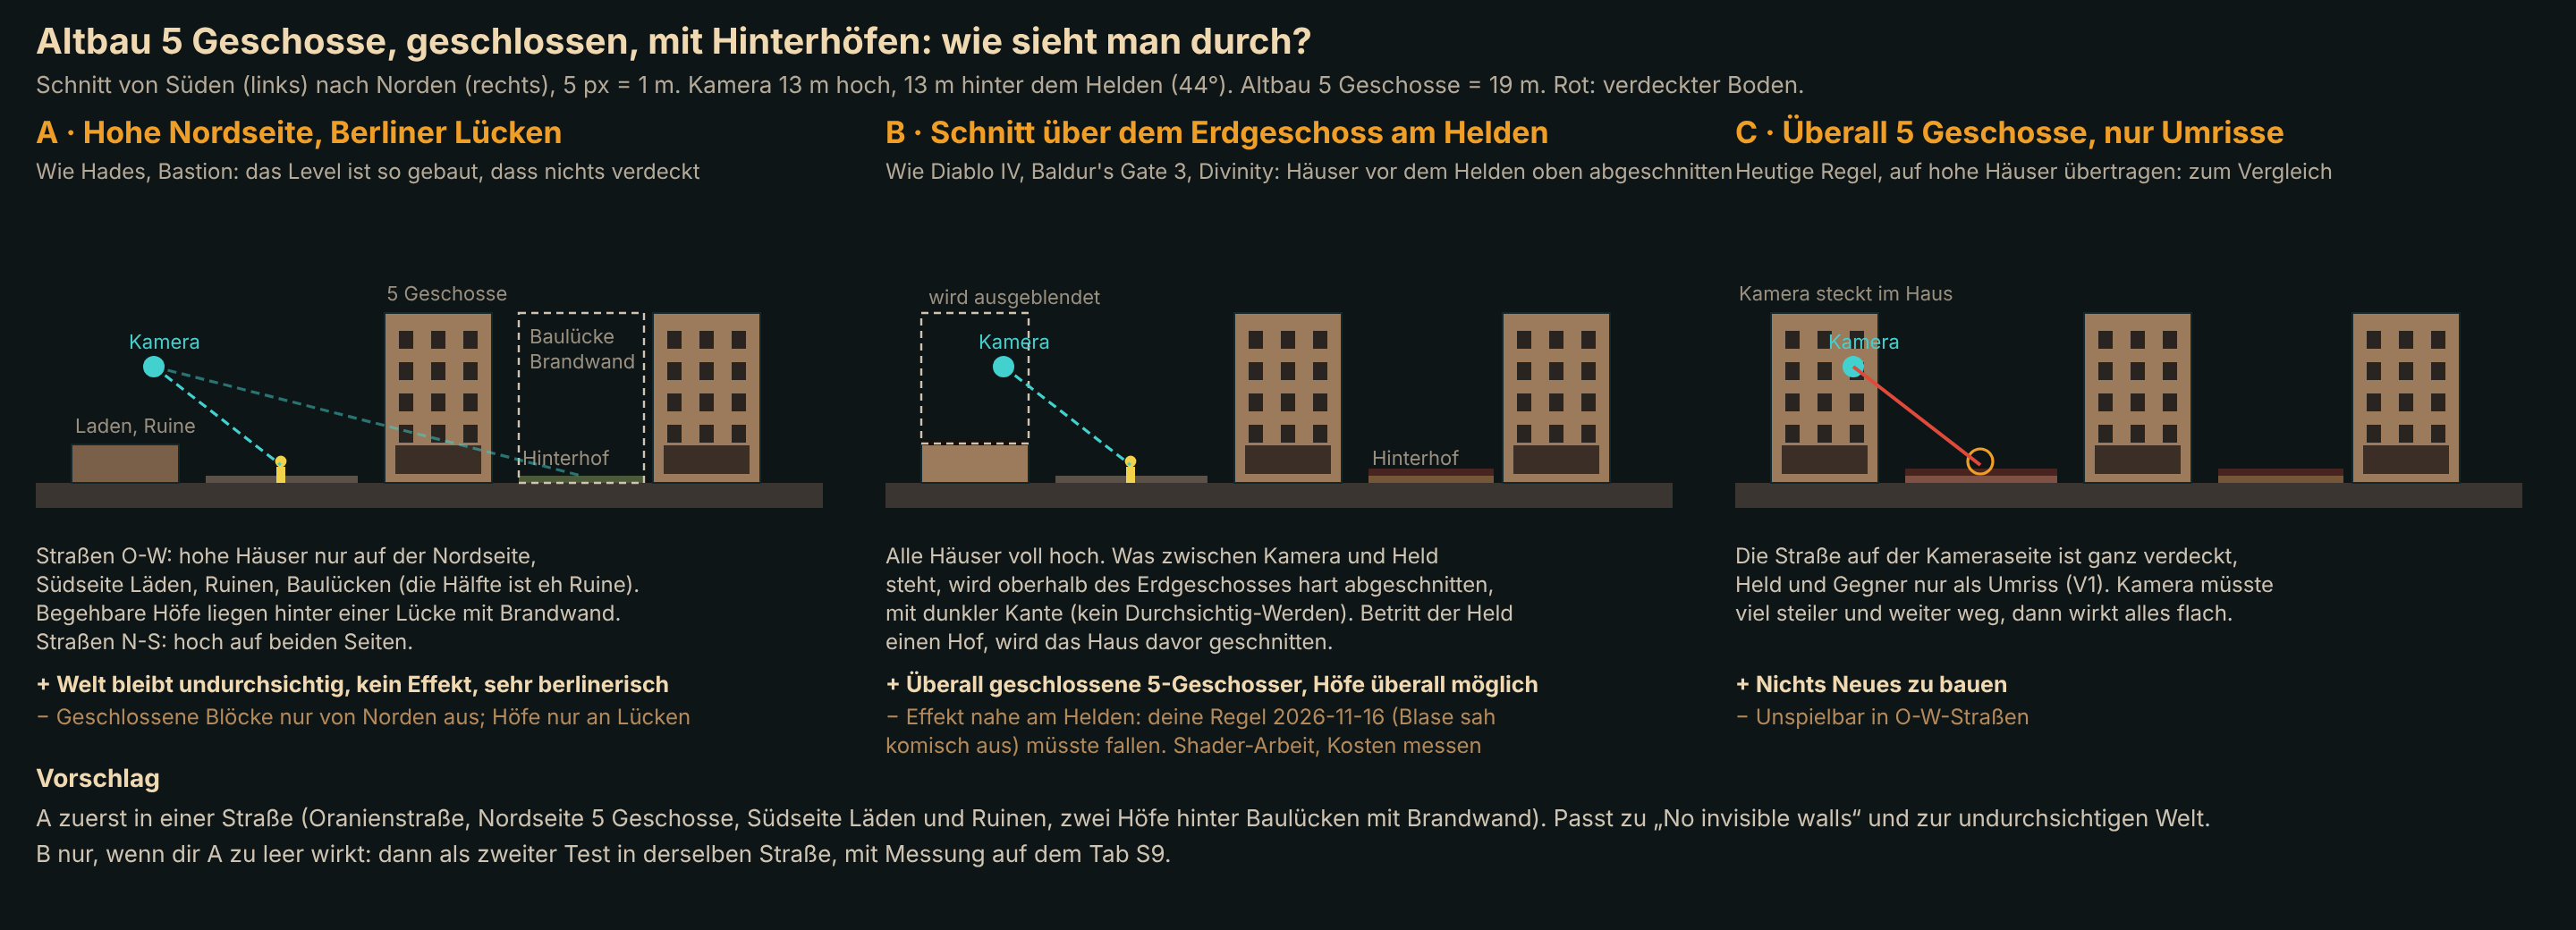 Altbau 5 Geschosse, geschlossen, mit Hinterhöfen: wie sieht man durch?
Schnitt von Süden (links) nach Norden (rechts), 5 px = 1 m. Kamera 13 m hoch, 13 m hinter dem Helden (44°). Altbau 5 Geschosse = 19 m. Rot: verdeckter Boden.
A · Hohe Nordseite, Berliner Lücken
Wie Hades, Bastion: das Level ist so gebaut, dass nichts verdeckt
5 Geschosse
Kamera
Baulücke
Brandwand
Laden, Ruine
Hinterhof
Straßen O-W: hohe Häuser nur auf der Nordseite,
Südseite Läden, Ruinen, Baulücken (die Hälfte ist eh Ruine).
Begehbare Höfe liegen hinter einer Lücke mit Brandwand.
Straßen N-S: hoch auf beiden Seiten.
+ Welt bleibt undurchsichtig, kein Effekt, sehr berlinerisch
− Geschlossene Blöcke nur von Norden aus; Höfe nur an Lücken
B · Schnitt über dem Erdgeschoss am Helden
Wie Diablo IV, Baldur's Gate 3, Divinity: Häuser vor dem Helden oben abgeschnitten
wird ausgeblendet
Kamera
Hinterhof
Alle Häuser voll hoch. Was zwischen Kamera und Held
steht, wird oberhalb des Erdgeschosses hart abgeschnitten,
mit dunkler Kante (kein Durchsichtig-Werden). Betritt der Held
einen Hof, wird das Haus davor geschnitten.
+ Überall geschlossene 5-Geschosser, Höfe überall möglich
− Effekt nahe am Helden: deine Regel 2026-11-16 (Blase sah
komisch aus) müsste fallen. Shader-Arbeit, Kosten messen
C · Überall 5 Geschosse, nur Umrisse
Heutige Regel, auf hohe Häuser übertragen: zum Vergleich
Kamera steckt im Haus
Kamera
Die Straße auf der Kameraseite ist ganz verdeckt,
Held und Gegner nur als Umriss (V1). Kamera müsste
viel steiler und weiter weg, dann wirkt alles flach.
+ Nichts Neues zu bauen
− Unspielbar in O-W-Straßen
Vorschlag
A zuerst in einer Straße (Oranienstraße, Nordseite 5 Geschosse, Südseite Läden und Ruinen, zwei Höfe hinter Baulücken mit Brandwand). Passt zu „No invisible walls“ und zur undurchsichtigen Welt.
B nur, wenn dir A zu leer wirkt: dann als zweiter Test in derselben Straße, mit Messung auf dem Tab S9.